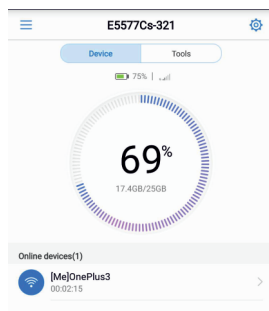 E5577Cs-321
Device Tools
75% |
69%
17.4GB/25GB
Online devices(1)
[Me]OnePlus3
00:02:15